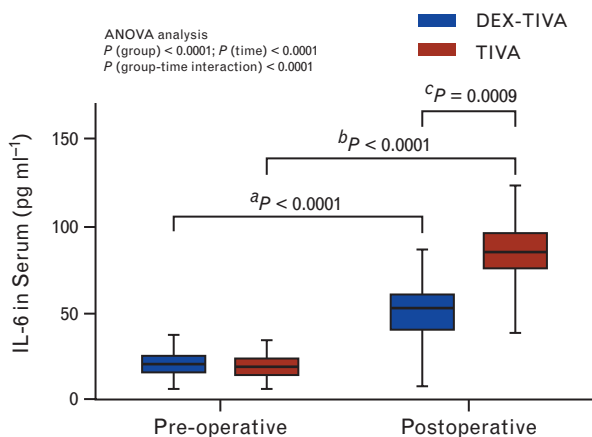 ANOVA analysis
P (group) < 0.0001; P (time) < 0.0001
P (group-time interaction) < 0.0001
DEX-TIVA
TIVA
cP = 0.0009
bP < 0.0001
aP < 0.0001
IL-6 in Serum (pg ml⁻¹)
150
100
50
0
Pre-operative
Postoperative